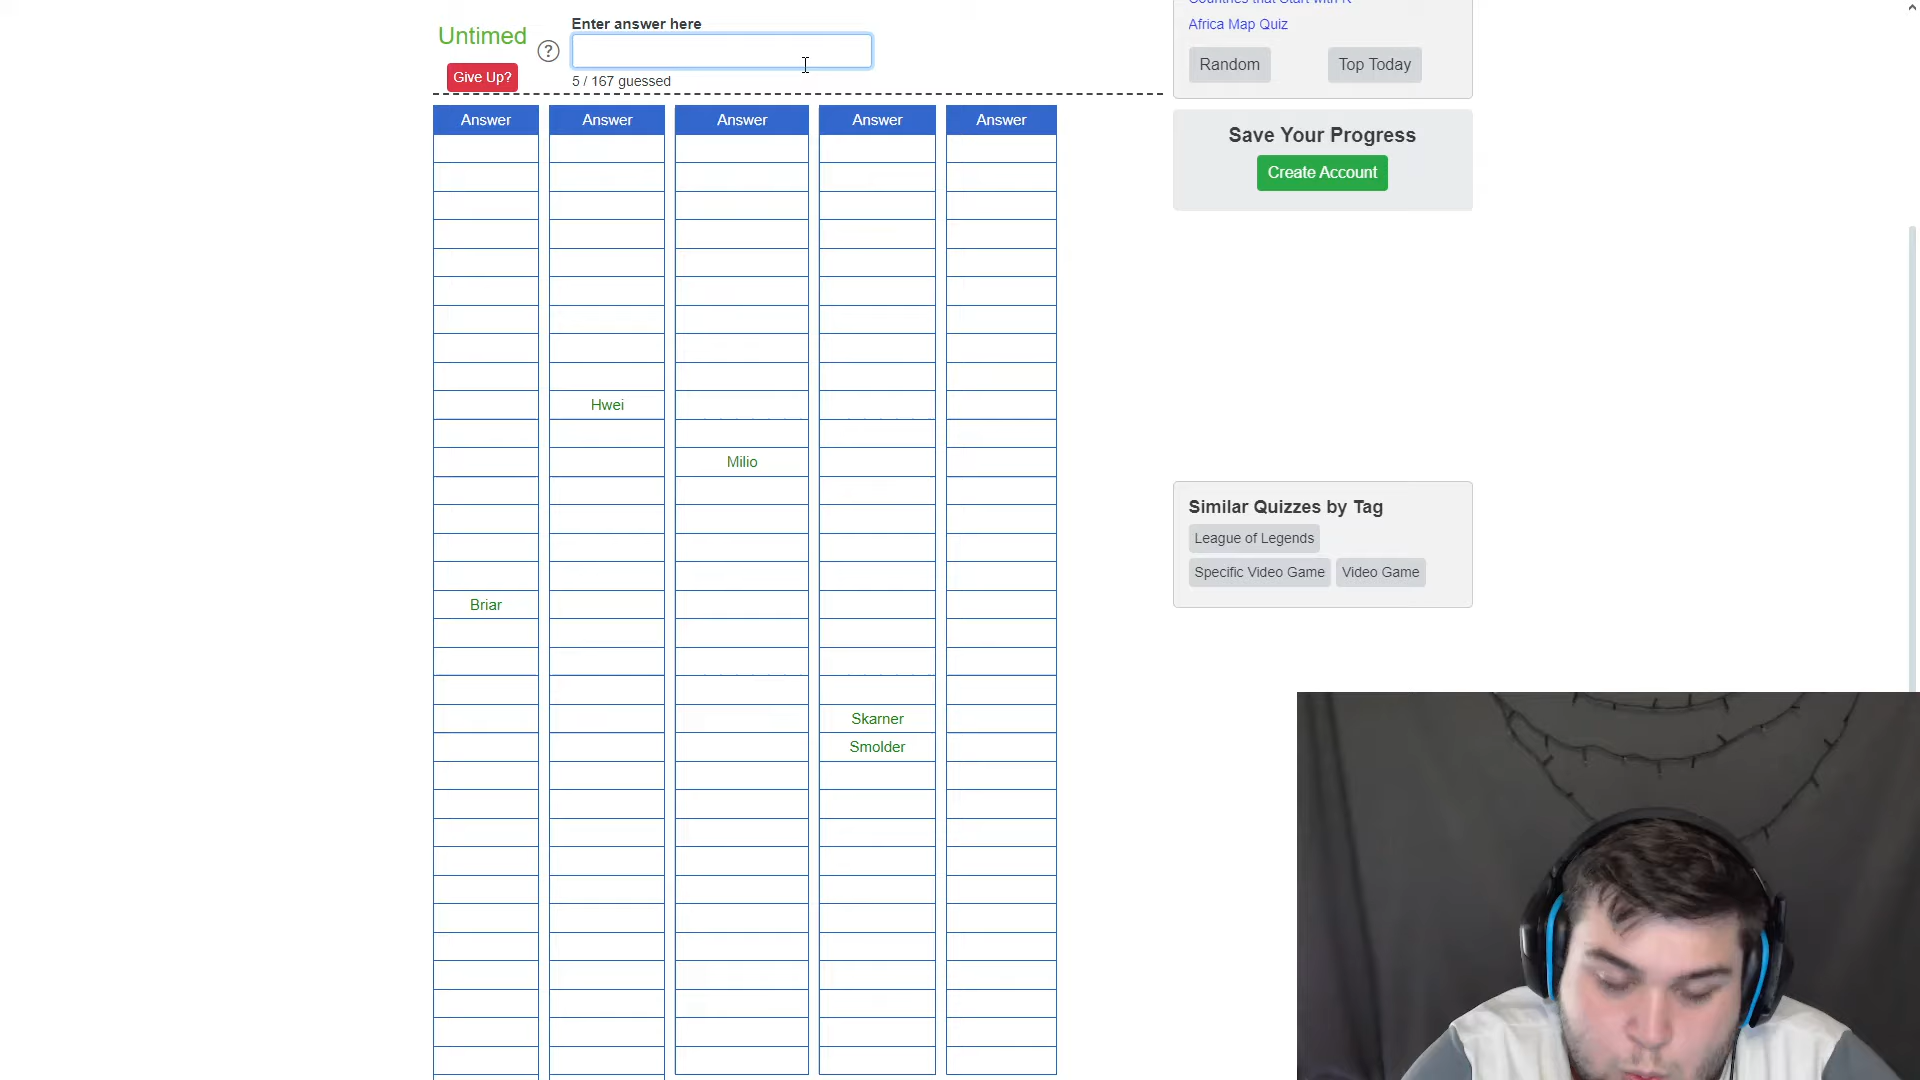 Untimed
?
Enter answer here
Give Up?
5 / 167 guessed
Answer Answer Answer Answer Answer
Hwei
Milio
Briar
Skarner
Smolder
Africa Map Quiz
Random Top Today
Save Your Progress
Create Account
Similar Quizzes by Tag
League of Legends
Specific Video Game Video Game